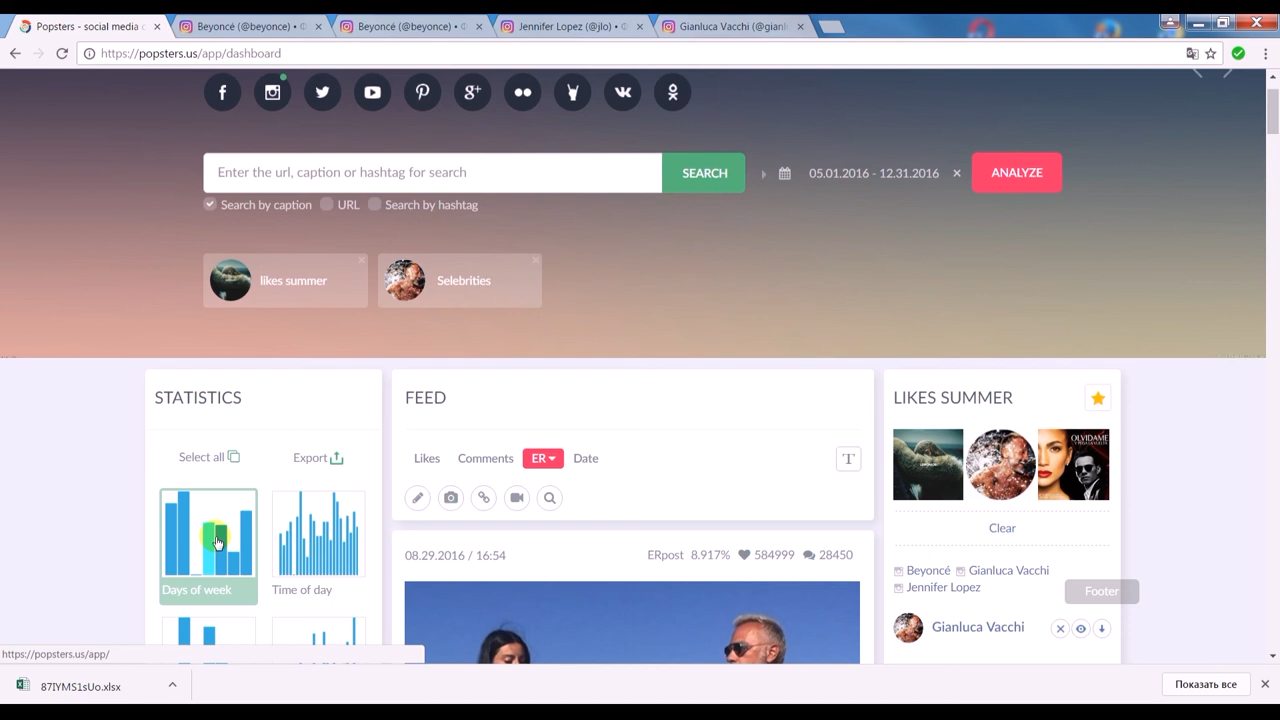 Popsters - social media c
Beyoncé (@beyonce) •
Beyoncé (@beyonce) •
Jennifer Lopez (@jlo) •
Gianluca Vacchi (@gianl
https://popsters.us/app/dashboard
Enter the url, caption or hashtag for search
SEARCH
05.01.2016 - 12.31.2016
ANALYZE
Search by caption
URL
Search by hashtag
likes summer
Selebrities
STATISTICS
FEED
LIKES SUMMER
Select all
Export
Likes
Comments
ER
Date
T
OLVIDAME
Clear
Days of week
Time of day
08.29.2016 / 16:54
ERpost 8.917% 584999 28450
Beyoncé Gianluca Vacchi
Jennifer Lopez
Footer
Gianluca Vacchi
https://popsters.us/app/
87IYMS1sUo.xlsx
Показать все